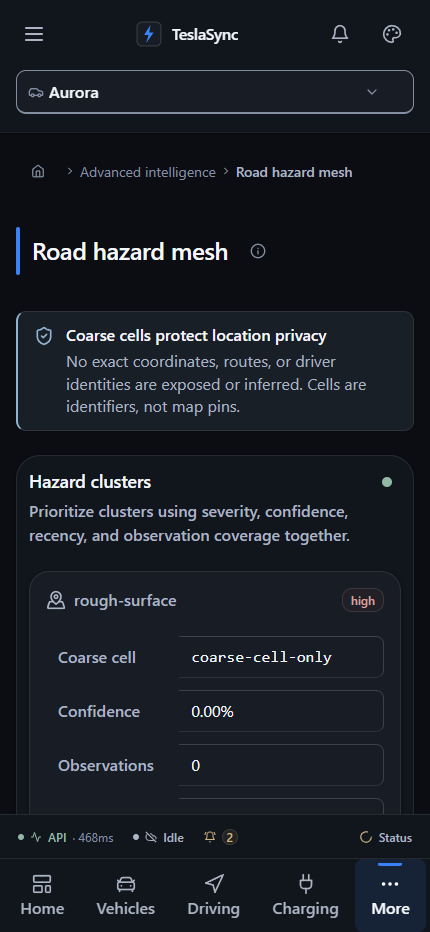 TeslaSync
Aurora
Advanced intelligence > Road hazard mesh
Road hazard mesh
Coarse cells protect location privacy
No exact coordinates, routes, or driver
identities are exposed or inferred. Cells are
identifiers, not map pins.
Hazard clusters
Prioritize clusters using severity, confidence,
recency, and observation coverage together.
rough-surface high
Coarse cell coarse-cell-only
Confidence 0.00%
Observations 0
API · 468ms Idle 2 Status
Home Vehicles Driving Charging More